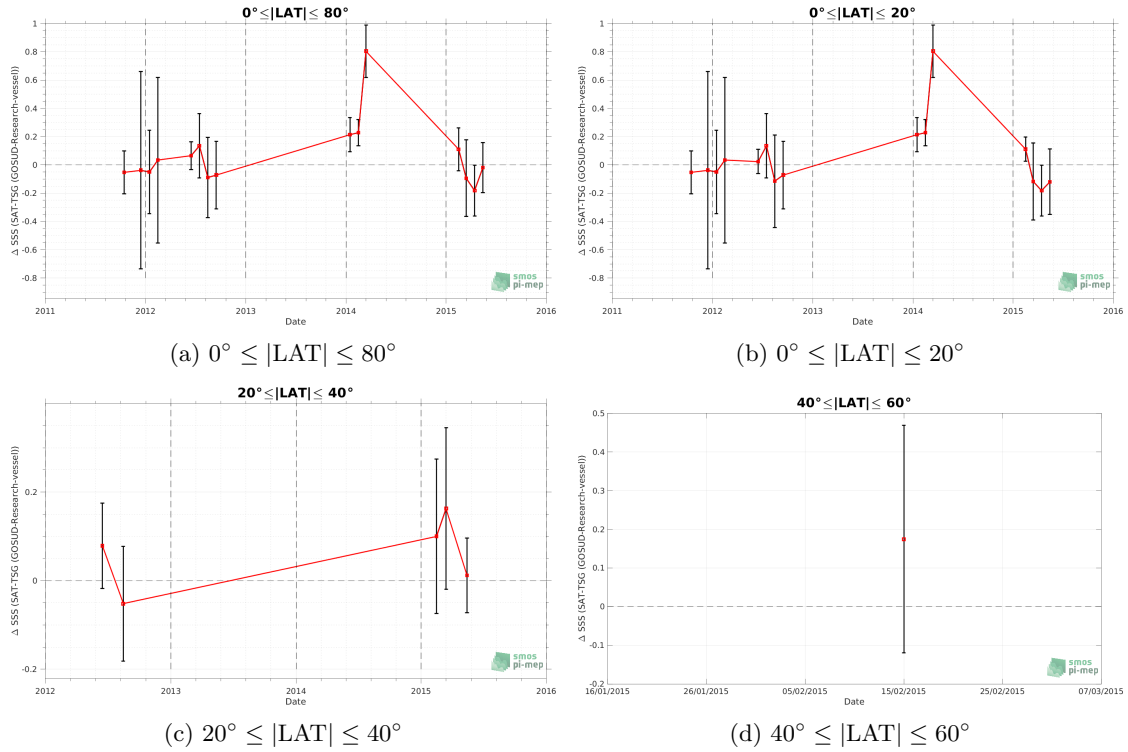 0°≤|LAT|≤ 80°
Δ SSS (SAT-TSG (GOSUD-Research-vessel))
1
0.8
0.6
0.4
0.2
0
-0.2
-0.4
-0.6
-0.8
2011 2012 2013 2014 2015 2016
Date
smos
pi-mep
(a) 0° ≤ |LAT| ≤ 80°
0°≤|LAT|≤ 20°
Δ SSS (SAT-TSG (GOSUD-Research-vessel))
1
0.8
0.6
0.4
0.2
0
-0.2
-0.4
-0.6
-0.8
2011 2012 2013 2014 2015 2016
Date
smos
pi-mep
(b) 0° ≤ |LAT| ≤ 20°
20°≤|LAT|≤ 40°
Δ SSS (SAT-TSG (GOSUD-Research-vessel))
0.2
0
-0.2
2012 2013 2014 2015 2016
Date
smos
pi-mep
(c) 20° ≤ |LAT| ≤ 40°
40°≤|LAT|≤ 60°
Δ SSS (SAT-TSG (GOSUD-Research-vessel))
0.5
0.4
0.3
0.2
0.1
0
-0.1
-0.2
16/01/2015 26/01/2015 05/02/2015 15/02/2015 25/02/2015 07/03/2015
Date
smos
pi-mep
(d) 40° ≤ |LAT| ≤ 60°